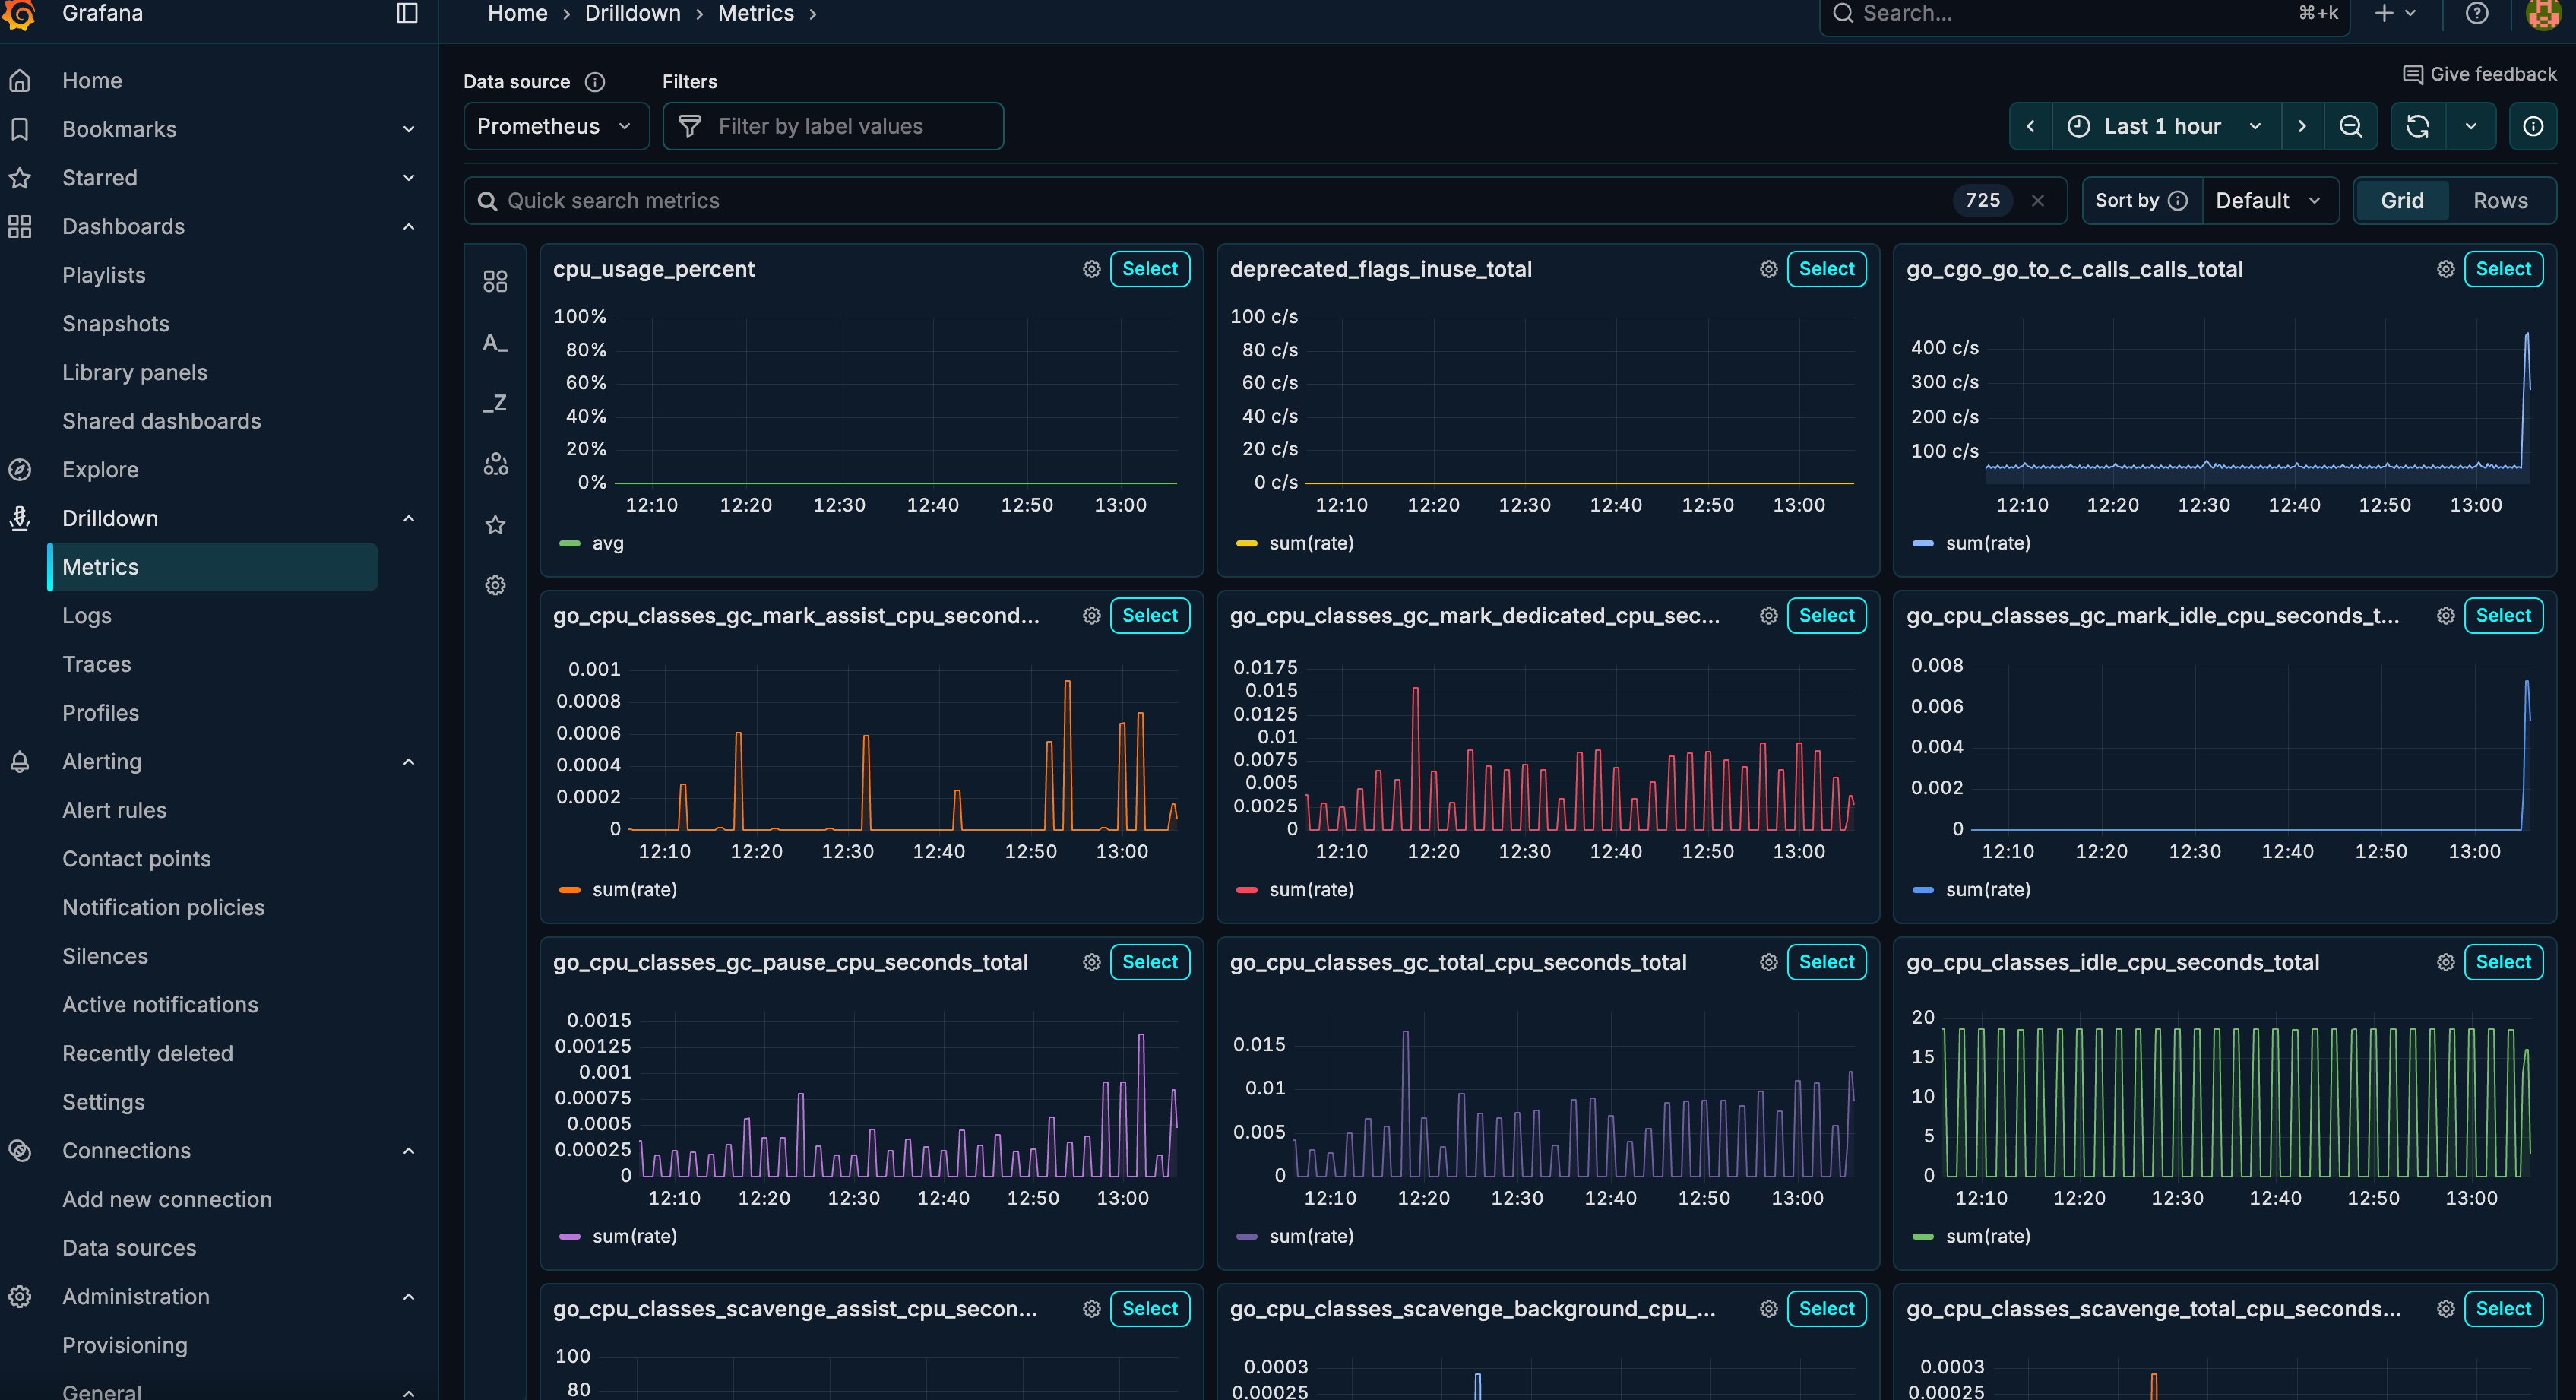 Grafana
Home › Drilldown › Metrics ›
Search...
⌘+k
Home
Bookmarks
Starred
Dashboards
Playlists
Snapshots
Library panels
Shared dashboards
Explore
Drilldown
Metrics
Logs
Traces
Profiles
Alerting
Alert rules
Contact points
Notification policies
Silences
Active notifications
Recently deleted
Settings
Connections
Add new connection
Data sources
Administration
Provisioning
General
Data source
Filters
Give feedback
Prometheus
Filter by label values
Last 1 hour
Quick search metrics
725
Sort by
Default
Grid
Rows
A_
_Z
cpu_usage_percent
Select
100%
80%
60%
40%
20%
0%
12:10 12:20 12:30 12:40 12:50 13:00
avg
deprecated_flags_inuse_total
Select
100 c/s
80 c/s
60 c/s
40 c/s
20 c/s
0 c/s
12:10 12:20 12:30 12:40 12:50 13:00
sum(rate)
go_cgo_go_to_c_calls_calls_total
Select
400 c/s
300 c/s
200 c/s
100 c/s
12:10 12:20 12:30 12:40 12:50 13:00
sum(rate)
go_cpu_classes_gc_mark_assist_cpu_second...
Select
0.001
0.0008
0.0006
0.0004
0.0002
0
12:10 12:20 12:30 12:40 12:50 13:00
sum(rate)
go_cpu_classes_gc_mark_dedicated_cpu_sec...
Select
0.0175
0.015
0.0125
0.01
0.0075
0.005
0.0025
0
12:10 12:20 12:30 12:40 12:50 13:00
sum(rate)
go_cpu_classes_gc_mark_idle_cpu_seconds_t...
Select
0.008
0.006
0.004
0.002
0
12:10 12:20 12:30 12:40 12:50 13:00
sum(rate)
go_cpu_classes_gc_pause_cpu_seconds_total
Select
0.0015
0.00125
0.001
0.00075
0.0005
0.00025
0
12:10 12:20 12:30 12:40 12:50 13:00
sum(rate)
go_cpu_classes_gc_total_cpu_seconds_total
Select
0.015
0.01
0.005
0
12:10 12:20 12:30 12:40 12:50 13:00
sum(rate)
go_cpu_classes_idle_cpu_seconds_total
Select
20
15
10
5
0
12:10 12:20 12:30 12:40 12:50 13:00
sum(rate)
go_cpu_classes_scavenge_assist_cpu_secon...
Select
100
80
go_cpu_classes_scavenge_background_cpu_...
Select
0.0003
0.00025
go_cpu_classes_scavenge_total_cpu_seconds...
Select
0.0003
0.00025